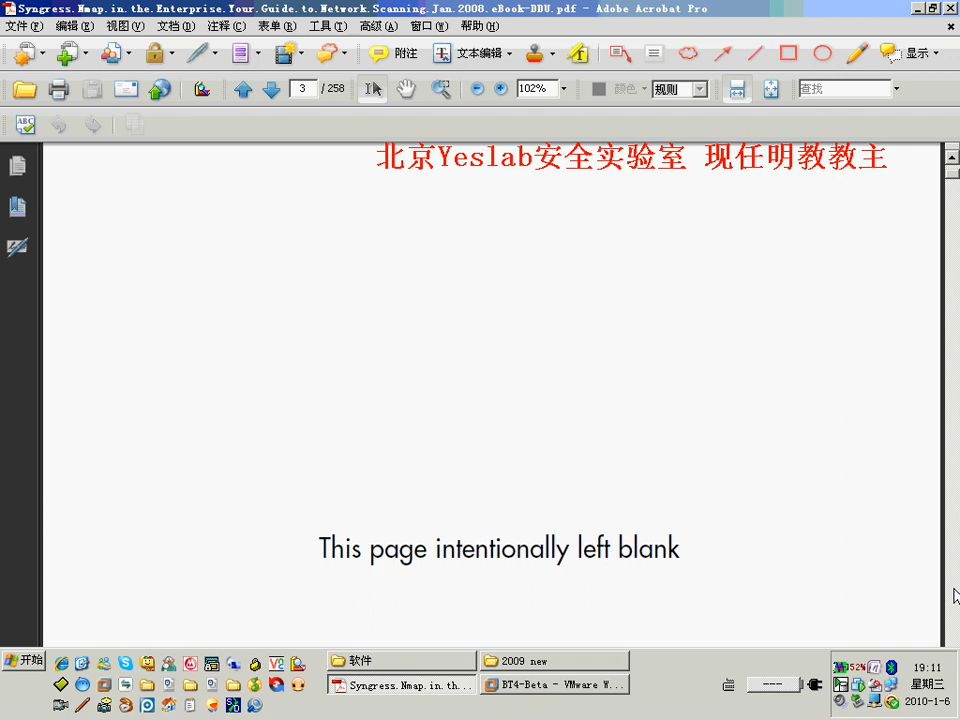 Syngress.Nmap.in.the.Enterprise.Your.Guide.to.Network.Scanning.Jan.2008.eBook-DDU.pdf - Adobe Acrobat Pro
文件(F) 编辑(E) 视图(V) 文档(D) 注释(C) 表单(R) 工具(T) 高级(A) 窗口(W) 帮助(H)
附注 文本编辑 显示
3 / 258 102% 颜色 规则 查找
ABC
北京Yeslab安全实验室 现任明教教主
This page intentionally left blank
开始 软件 2009 new
52% 19:11
Syngress.Nmap.in.th... BT4-Beta - VMware W...
星期三
2010-1-6